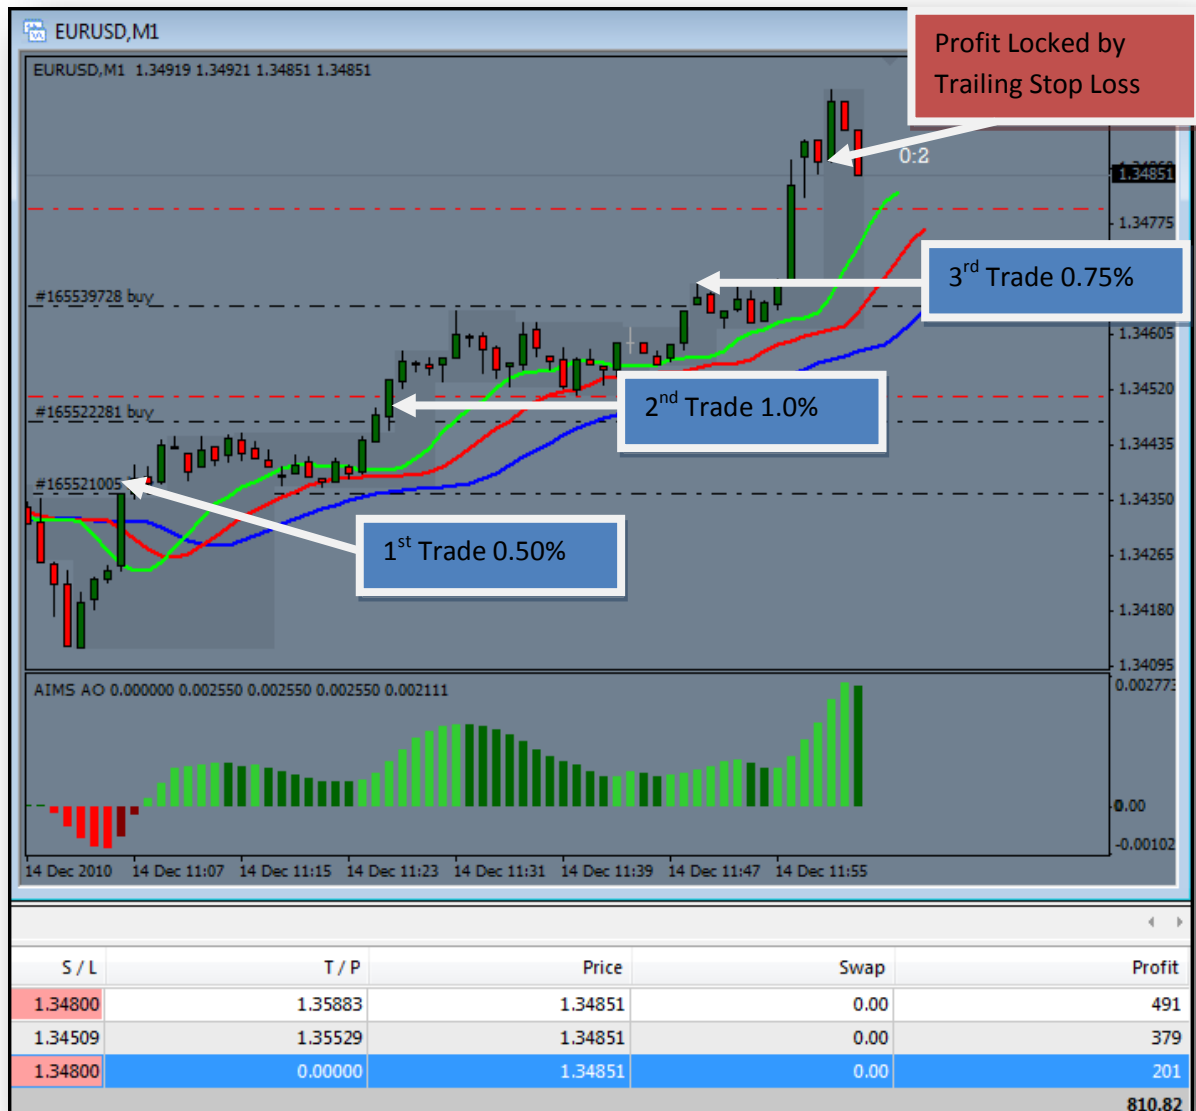 EURUSD,M1
EURUSD,M1 1.34919 1.34921 1.34851 1.34851
Profit Locked by
Trailing Stop Loss
0:2
1.34851
1.34775
3rd Trade 0.75%
#165539728 buy
1.34605
1.34520
2nd Trade 1.0%
#165522281 buy
1.34435
#165521005
1.34350
1st Trade 0.50%
1.34265
1.34180
1.34095
AIMS AO 0.000000 0.002550 0.002550 0.002550 0.002111
0.002773
0.00
-0.00102
14 Dec 2010 14 Dec 11:07 14 Dec 11:15 14 Dec 11:23 14 Dec 11:31 14 Dec 11:39 14 Dec 11:47 14 Dec 11:55
S / L T / P Price Swap Profit
1.34800 1.35883 1.34851 0.00 491
1.34509 1.35529 1.34851 0.00 379
1.34800 0.00000 1.34851 0.00 201
810.82